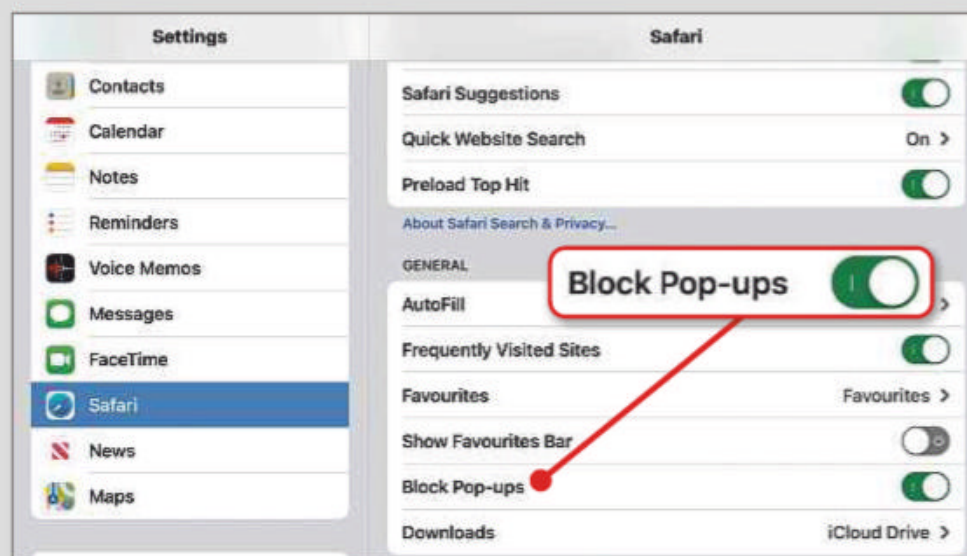 Settings
Contacts
Calendar
Notes
Reminders
Voice Memos
Messages
FaceTime
Safari
News
Maps
Safari
Safari Suggestions
Quick Website Search On >
Preload Top Hit
About Safari Search & Privacy...
GENERAL
Block Pop-ups
AutoFill >
Frequently Visited Sites
Favourites Favourites >
Show Favourites Bar
Block Pop-ups
Downloads iCloud Drive >